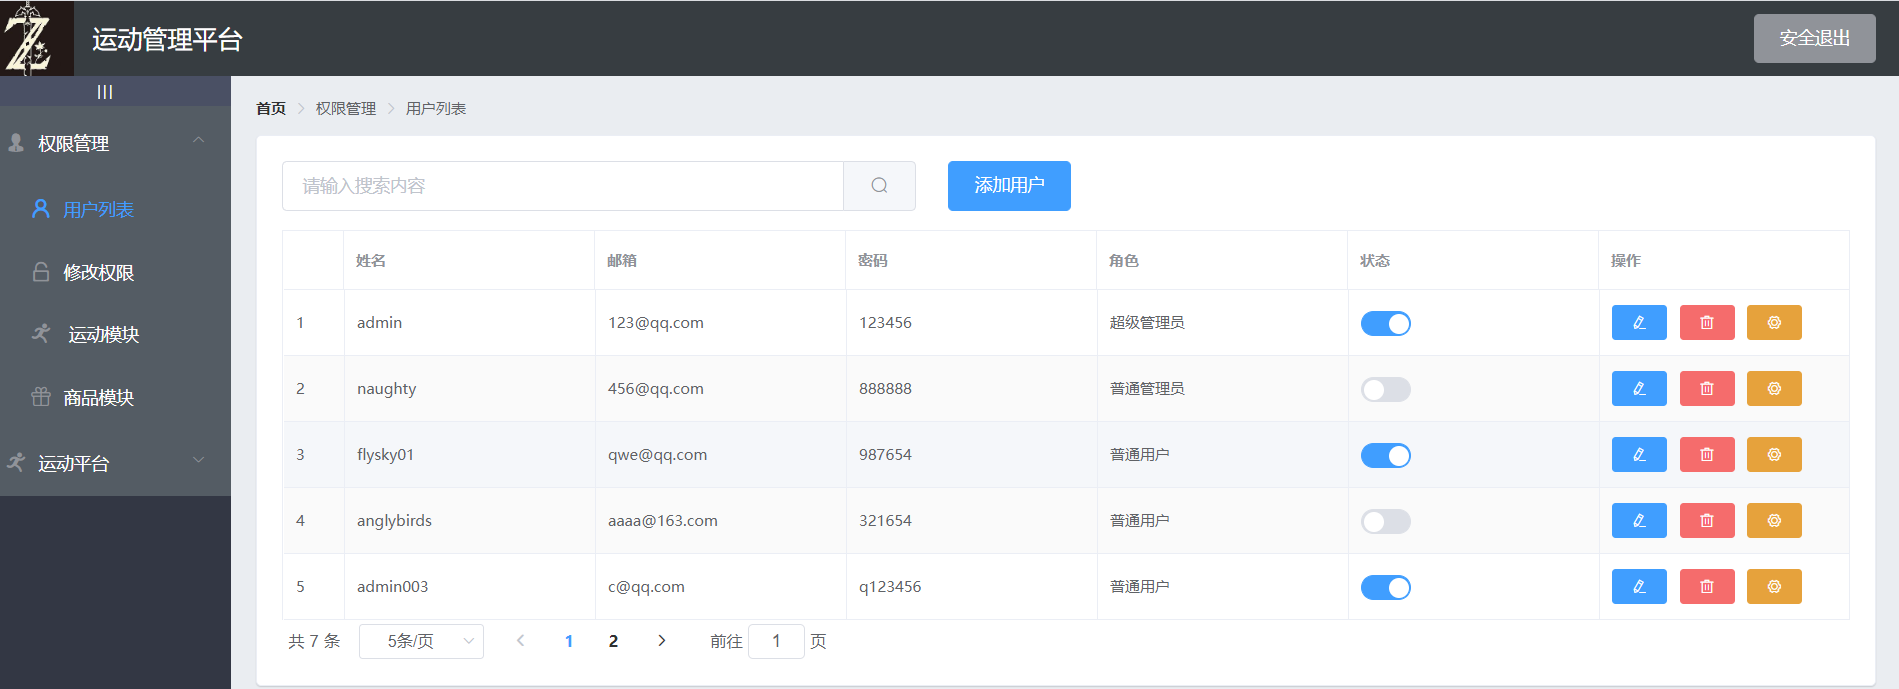 运动管理平台
安全退出
|||
首页 > 权限管理 > 用户列表
权限管理
用户列表
修改权限
运动模块
商品模块
运动平台
请输入搜索内容
添加用户
姓名 邮箱 密码 角色 状态 操作
1 admin 123@qq.com 123456 超级管理员
2 naughty 456@qq.com 888888 普通管理员
3 flysky01 qwe@qq.com 987654 普通用户
4 anglybirds aaaa@163.com 321654 普通用户
5 admin003 c@qq.com q123456 普通用户
共 7 条 5条/页 < 1 2 > 前往 1 页